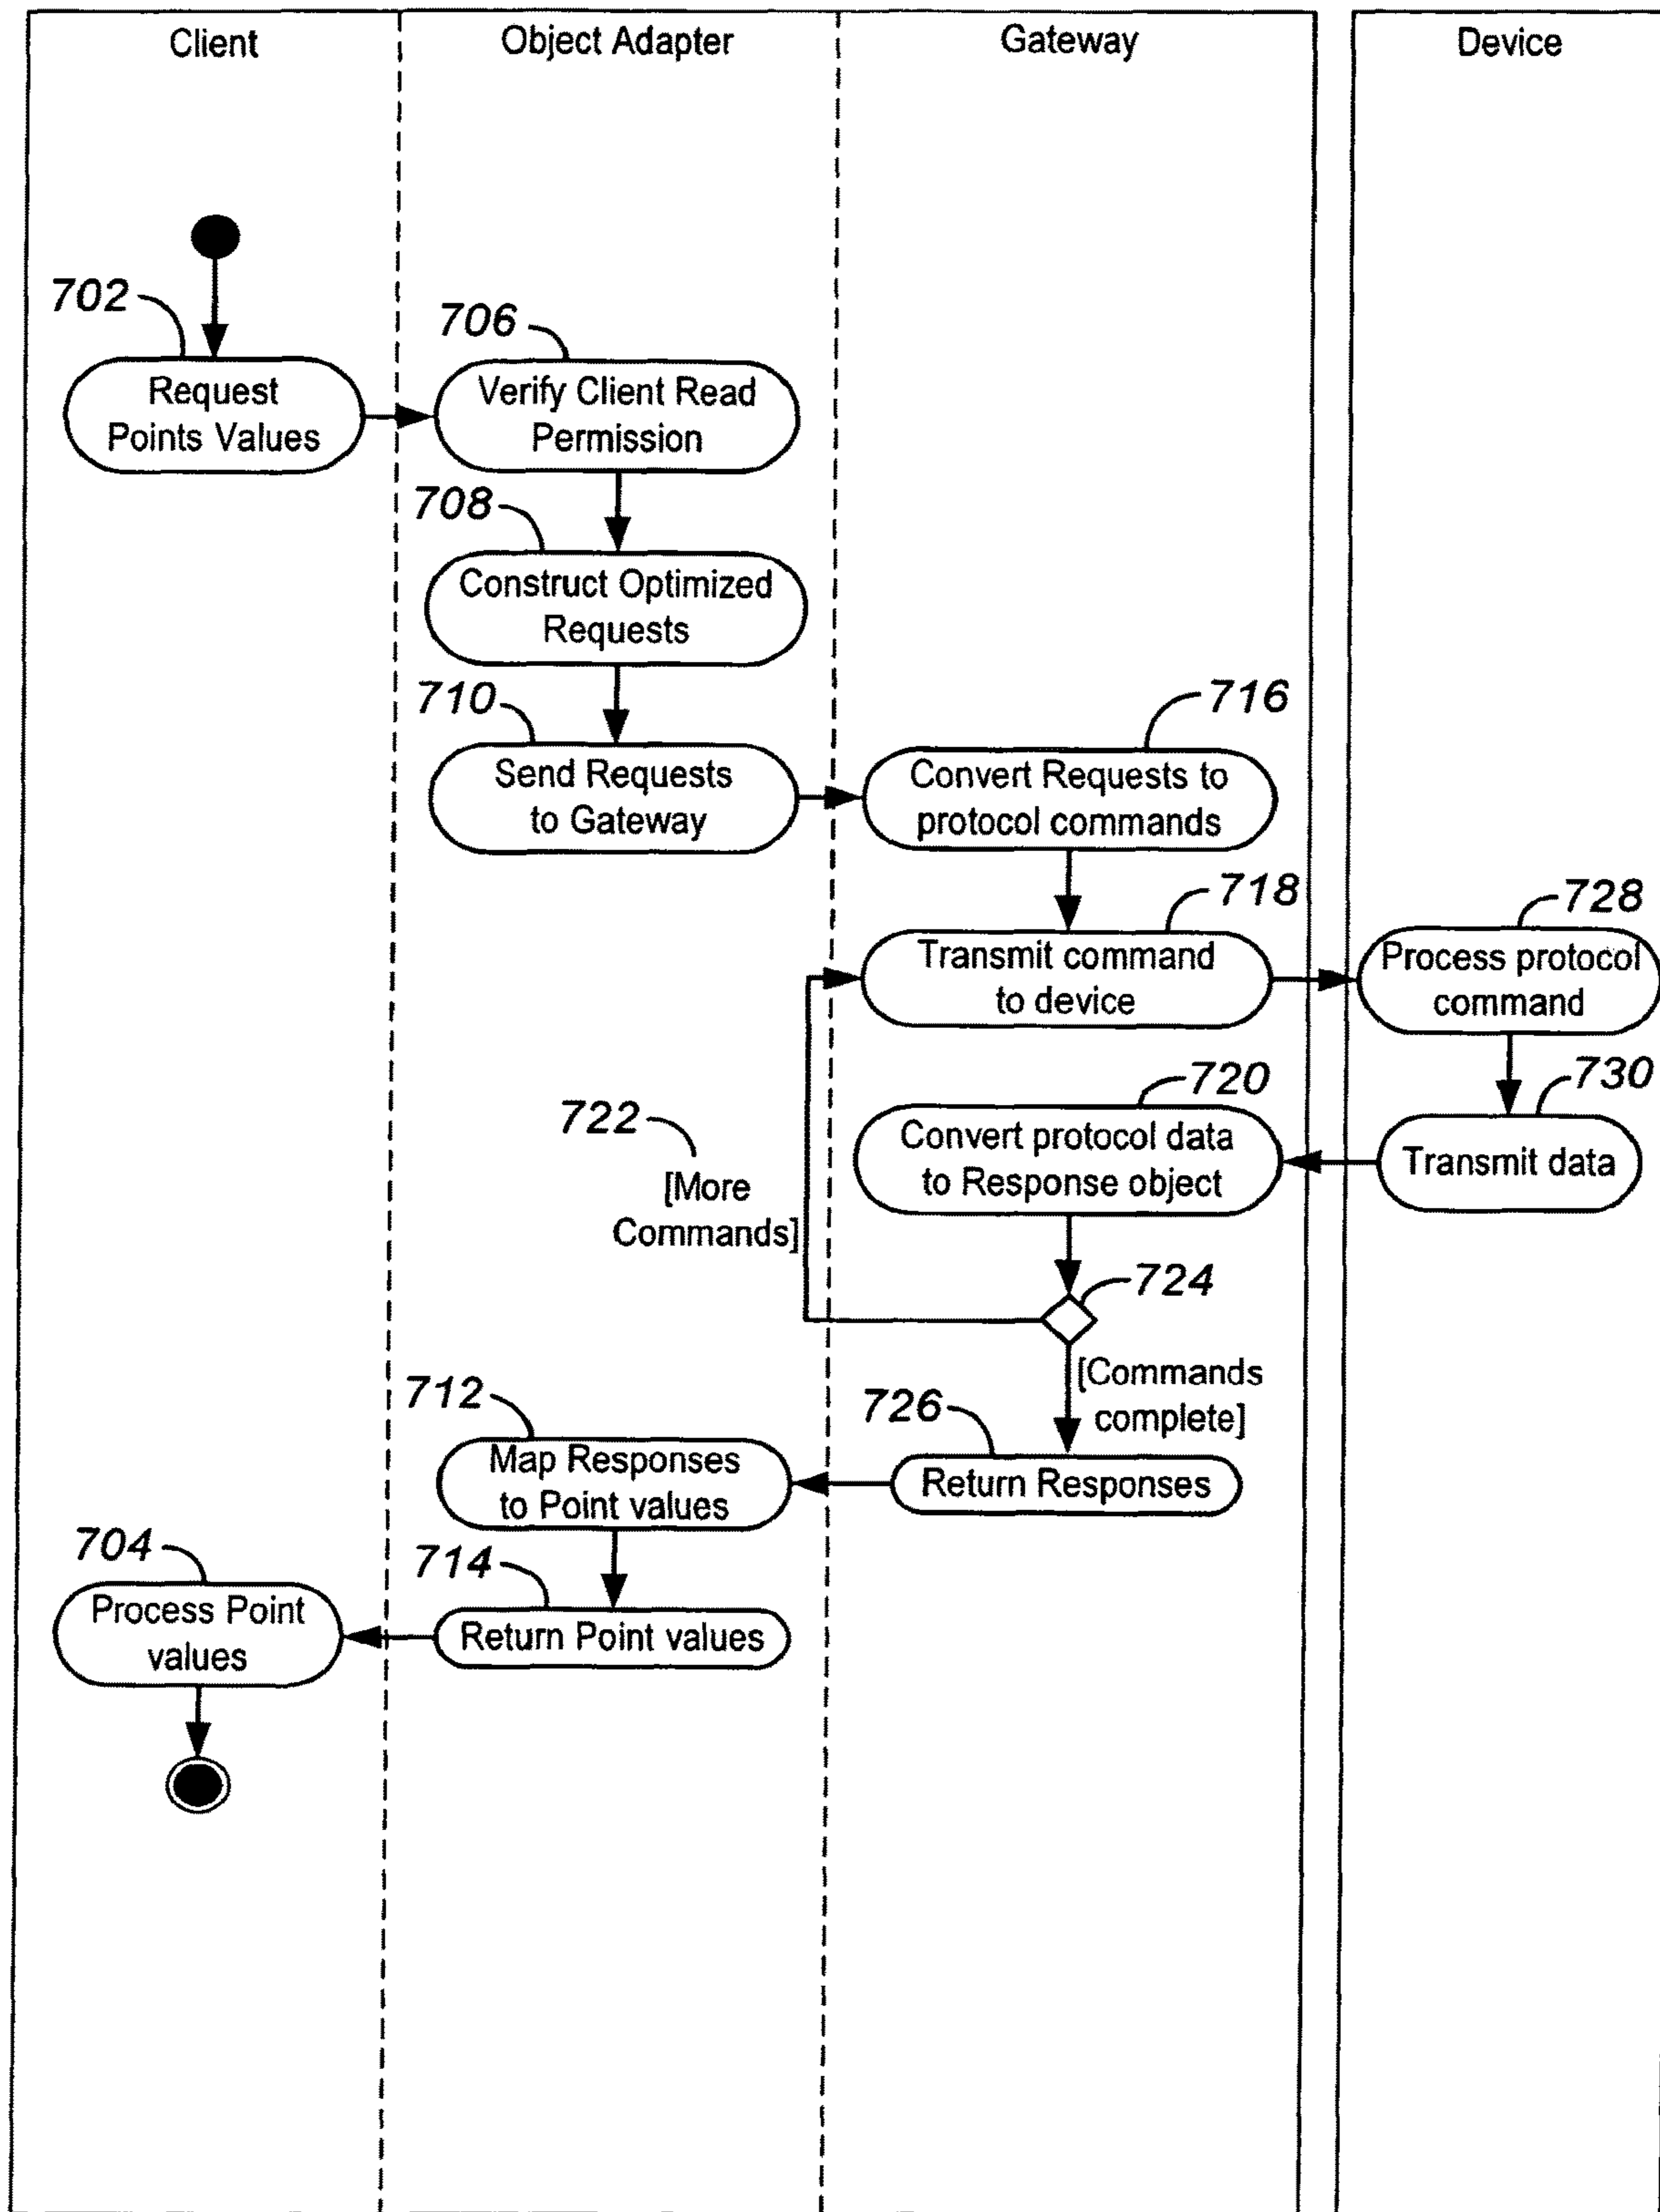 Client
Object Adapter
Gateway
Device
702
Request
Points Values
706
Verify Client Read
Permission
708
Construct Optimized
Requests
710
Send Requests
to Gateway
716
Convert Requests to
protocol commands
718
Transmit command
to device
728
Process protocol
command
730
Transmit data
720
Convert protocol data
to Response object
722
[More
Commands]
724
[Commands
complete]
726
Return Responses
712
Map Responses
to Point values
714
Return Point values
704
Process Point
values